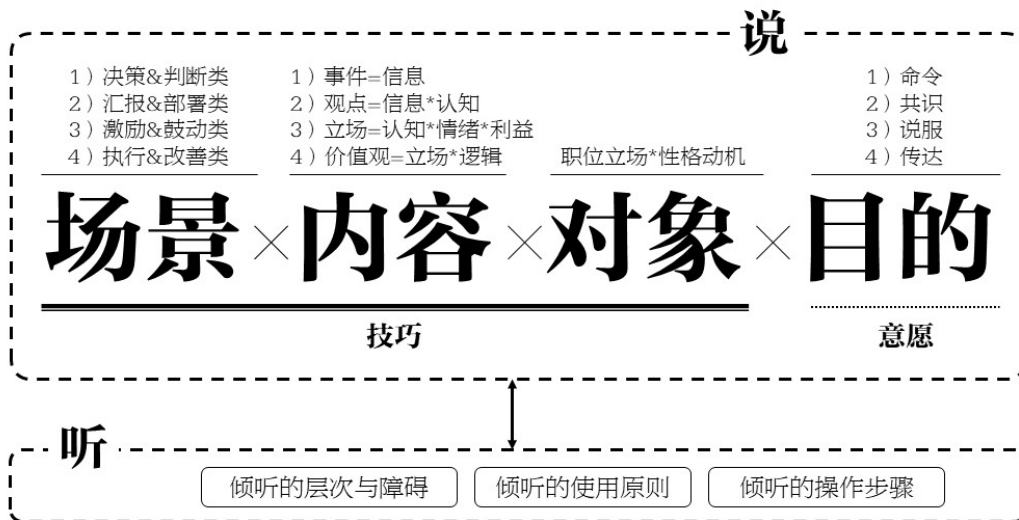 说
1）决策&判断类
2）汇报&部署类
3）激励&鼓动类
4）执行&改善类
1）事件=信息
2）观点=信息*认知
3）立场=认知*情绪*利益
4）价值观=立场*逻辑
职位立场*性格动机
1）命令
2）共识
3）说服
4）传达
场景×内容×对象×目的
技巧
意愿
听
倾听的层次与障碍
倾听的使用原则
倾听的操作步骤